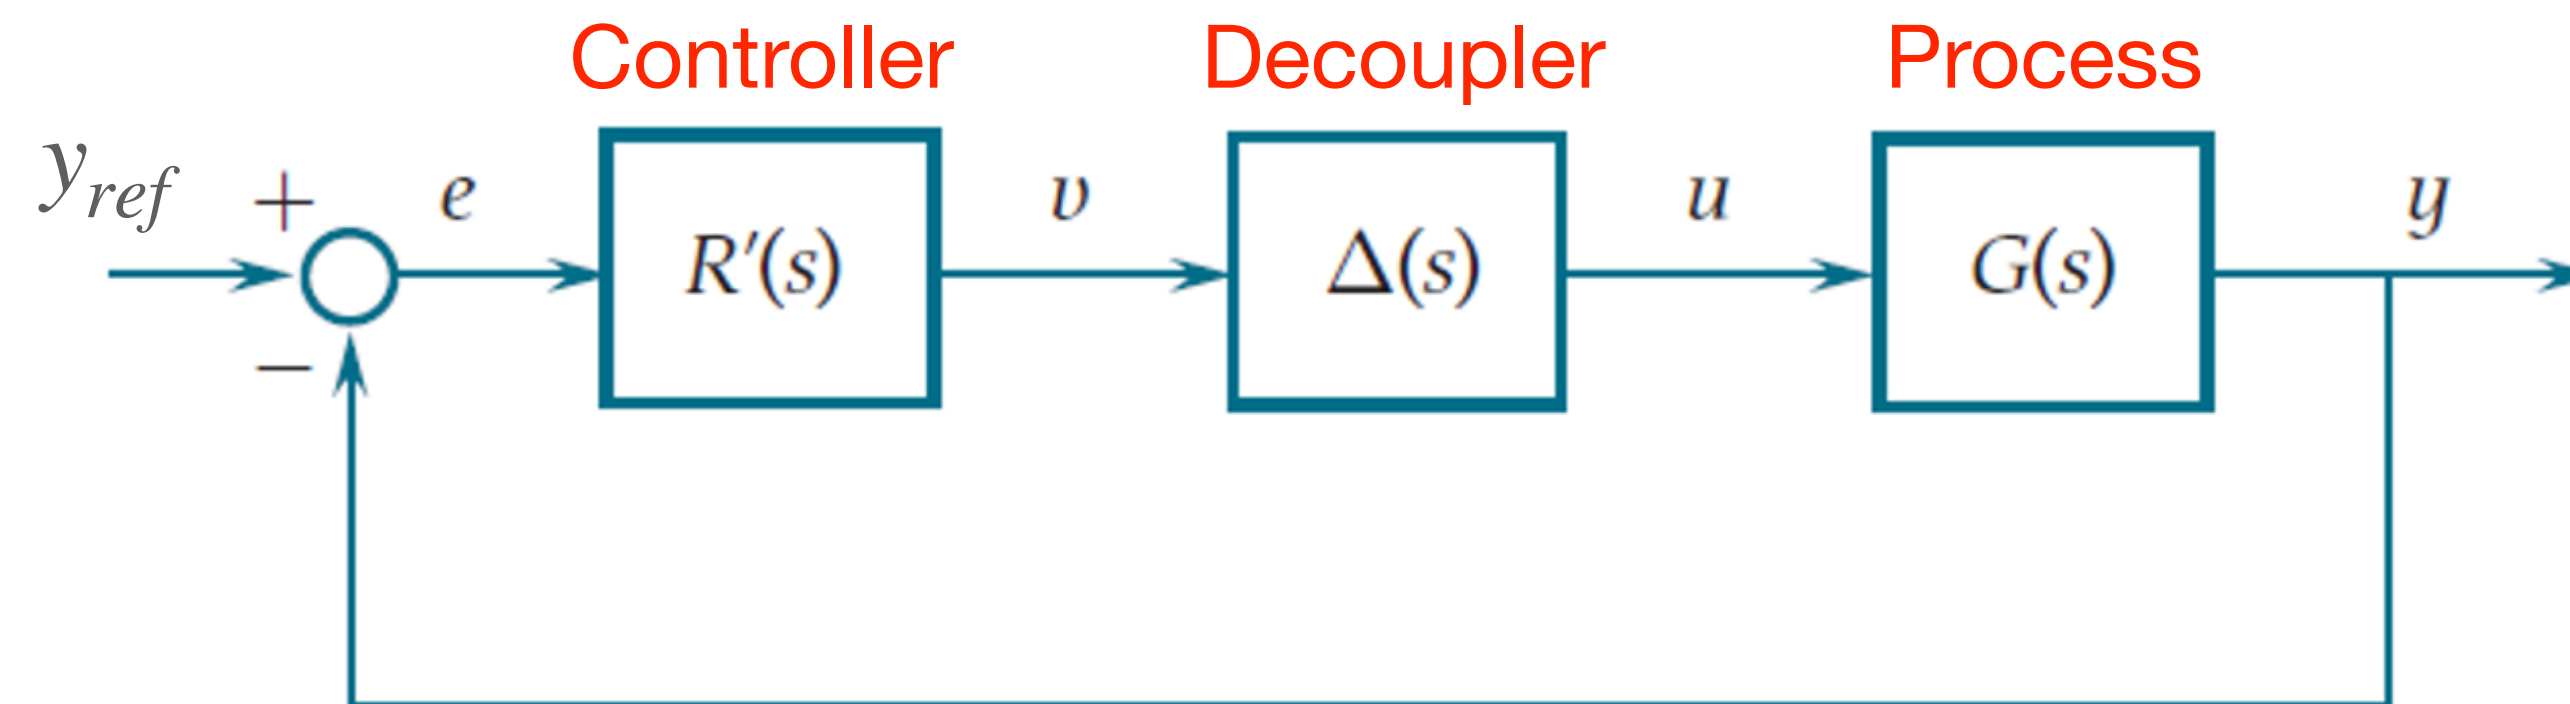 Controller Decoupler Process
y_ref + e v u y
R′(s) Δ(s) G(s)
−